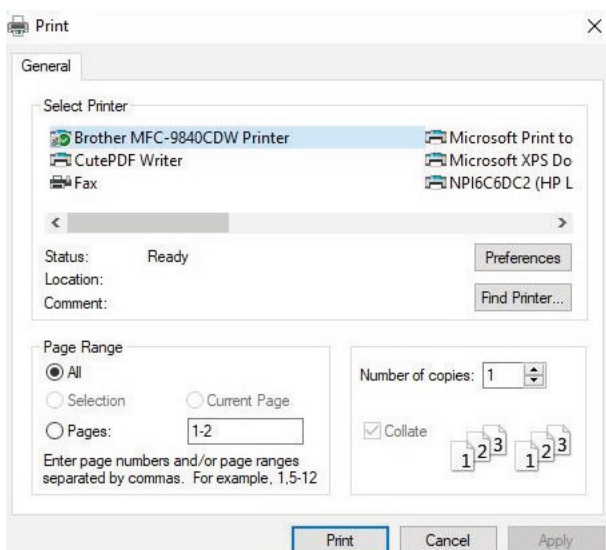 Print
General
Select Printer
Brother MFC-9840CDW Printer
Microsoft Print to
CutePDF Writer
Microsoft XPS Do
Fax
NPI6C6DC2 (HP L
Status: Ready
Preferences
Location:
Comment:
Find Printer...
Page Range
All
Selection
Current Page
Pages: 1-2
Enter page numbers and/or page ranges
separated by commas. For example, 1,5-12
Number of copies: 1
Collate
1 2 3 1 2 3
Print
Cancel
Apply